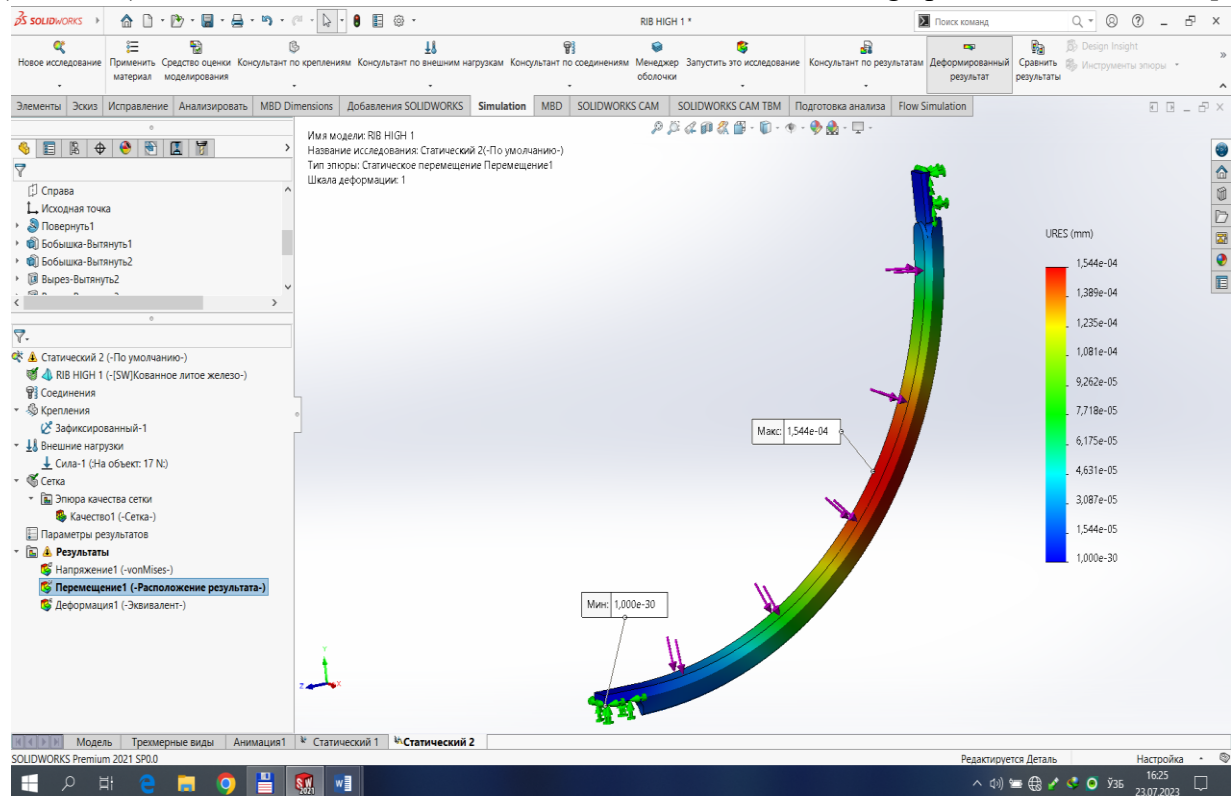 SOLIDWORKS
RIB HIGH 1 *
Поиск команд
Новое исследование
Применить материал
Средство оценки моделирования
Консультант по креплениям
Консультант по внешним нагрузкам
Консультант по соединениям
Менеджер оболочки
Запустить это исследование
Консультант по результатам
Деформированный результат
Сравнить результаты
Design Insight
Инструменты эпюры
Элементы
Эскиз
Исправление
Анализировать
MBD Dimensions
Добавления SOLIDWORKS
Simulation
MBD
SOLIDWORKS CAM
SOLIDWORKS CAM TBM
Подготовка анализа
Flow Simulation
Справа
Исходная точка
Повернуть1
Бобышка-Вытянуть1
Бобышка-Вытянуть2
Вырез-Вытянуть2
Статический 2 (-По умолчанию-)
RIB HIGH 1 (-[SW]Кованное литое железо-)
Соединения
Крепления
Зафиксированный-1
Внешние нагрузки
Сила-1 (:На объект: 17 N:)
Сетка
Эпюра качества сетки
Качество1 (-Сетка-)
Параметры результатов
Результаты
Напряжение1 (-vonMises-)
Перемещение1 (-Расположение результата-)
Деформация1 (-Эквивалент-)
Имя модели: RIB HIGH 1
Название исследования: Статический 2(-По умолчанию-)
Тип эпюры: Статическое перемещение Перемещение1
Шкала деформации: 1
Макс: 1,544e-04
Мин: 1,000e-30
URES (mm)
1,544e-04
1,389e-04
1,235e-04
1,081e-04
9,262e-05
7,718e-05
6,175e-05
4,631e-05
3,087e-05
1,544e-05
1,000e-30
Y
Z
X
Модель
Трехмерные виды
Анимация1
Статический 1
Статический 2
SOLIDWORKS Premium 2021 SP0.0
Редактируется Деталь
Настройка
ЎЗБ
16:25
23.07.2023